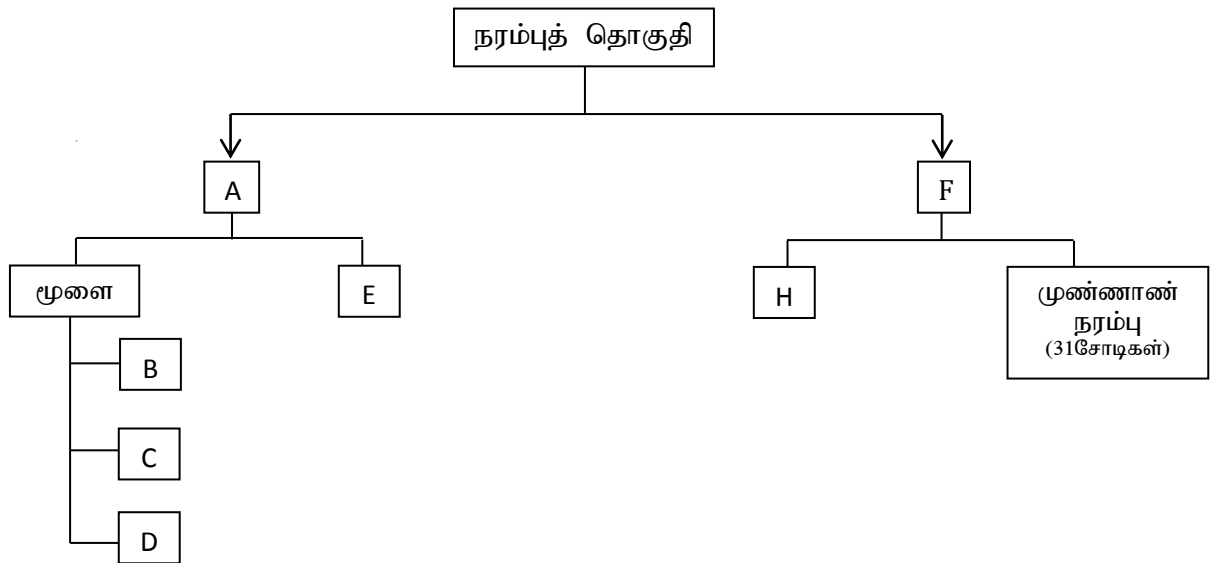 நரம்புத் தொகுதி
A
F
மூளை
E
H
முண்ணாண்
நரம்பு
(31சோடிகள்)
B
C
D